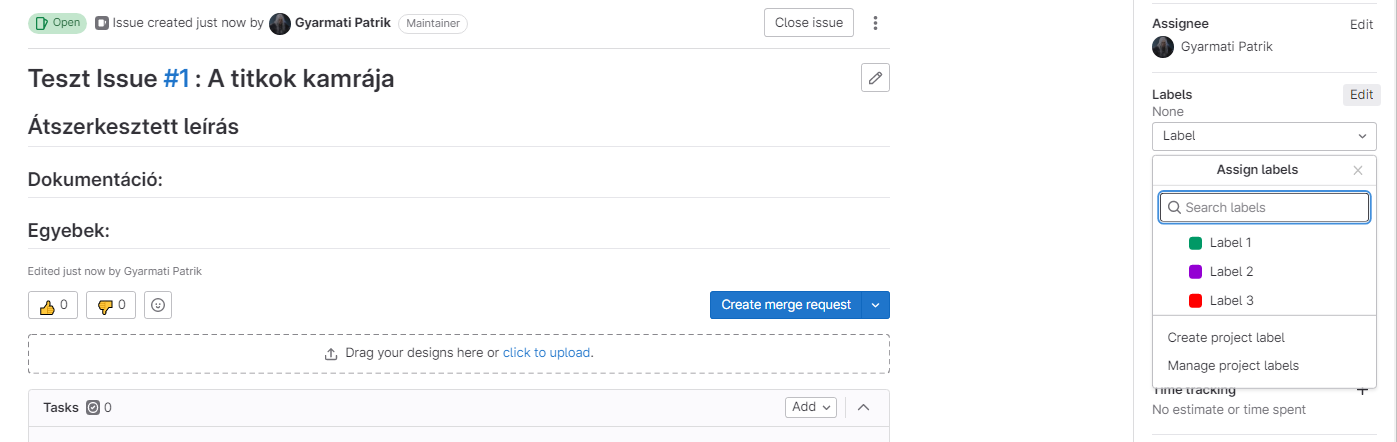 Open Issue created just now by Gyarmati Patrik Maintainer Close issue
Teszt Issue #1 : A titkok kamrája
Átszerkesztett leírás
Dokumentáció:
Egyebek:
Edited just now by Gyarmati Patrik
0 0 Create merge request
Drag your designs here or click to upload.
Tasks 0 Add
Assignee Edit
Gyarmati Patrik
Labels Edit
None
Label
Assign labels
Search labels
Label 1
Label 2
Label 3
Create project label
Manage project labels
Time tracking
No estimate or time spent